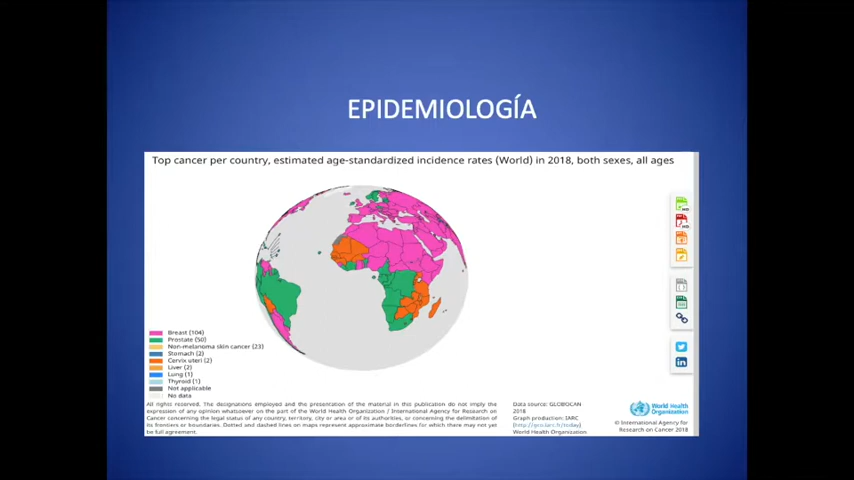 EPIDEMIOLOGÍA
Top cancer per country, estimated age-standardized incidence rates (World) in 2018, both sexes, all ages
Breast (104)
Prostate (50)
Non-melanoma skin cancer (23)
Stomach (2)
Cervix uteri (2)
Liver (2)
Lung (1)
Thyroid (1)
Not applicable
No data
All rights reserved. The designations employed and the presentation of the material in this publication do not imply the
expression of any opinion whatsoever on the part of the World Health Organization / International Agency for Research on
Cancer concerning the legal status of any country, territory, city or area or of its authorities, or concerning the delimitation of
its frontiers or boundaries. Dotted and dashed lines on maps represent approximate borderlines for which there may not yet
be full agreement.
Data source: GLOBOCAN
2018
Graph production: IARC
(http://gco.iarc.fr/today)
World Health Organization
World Health
Organization
© International Agency for
Research on Cancer 2018